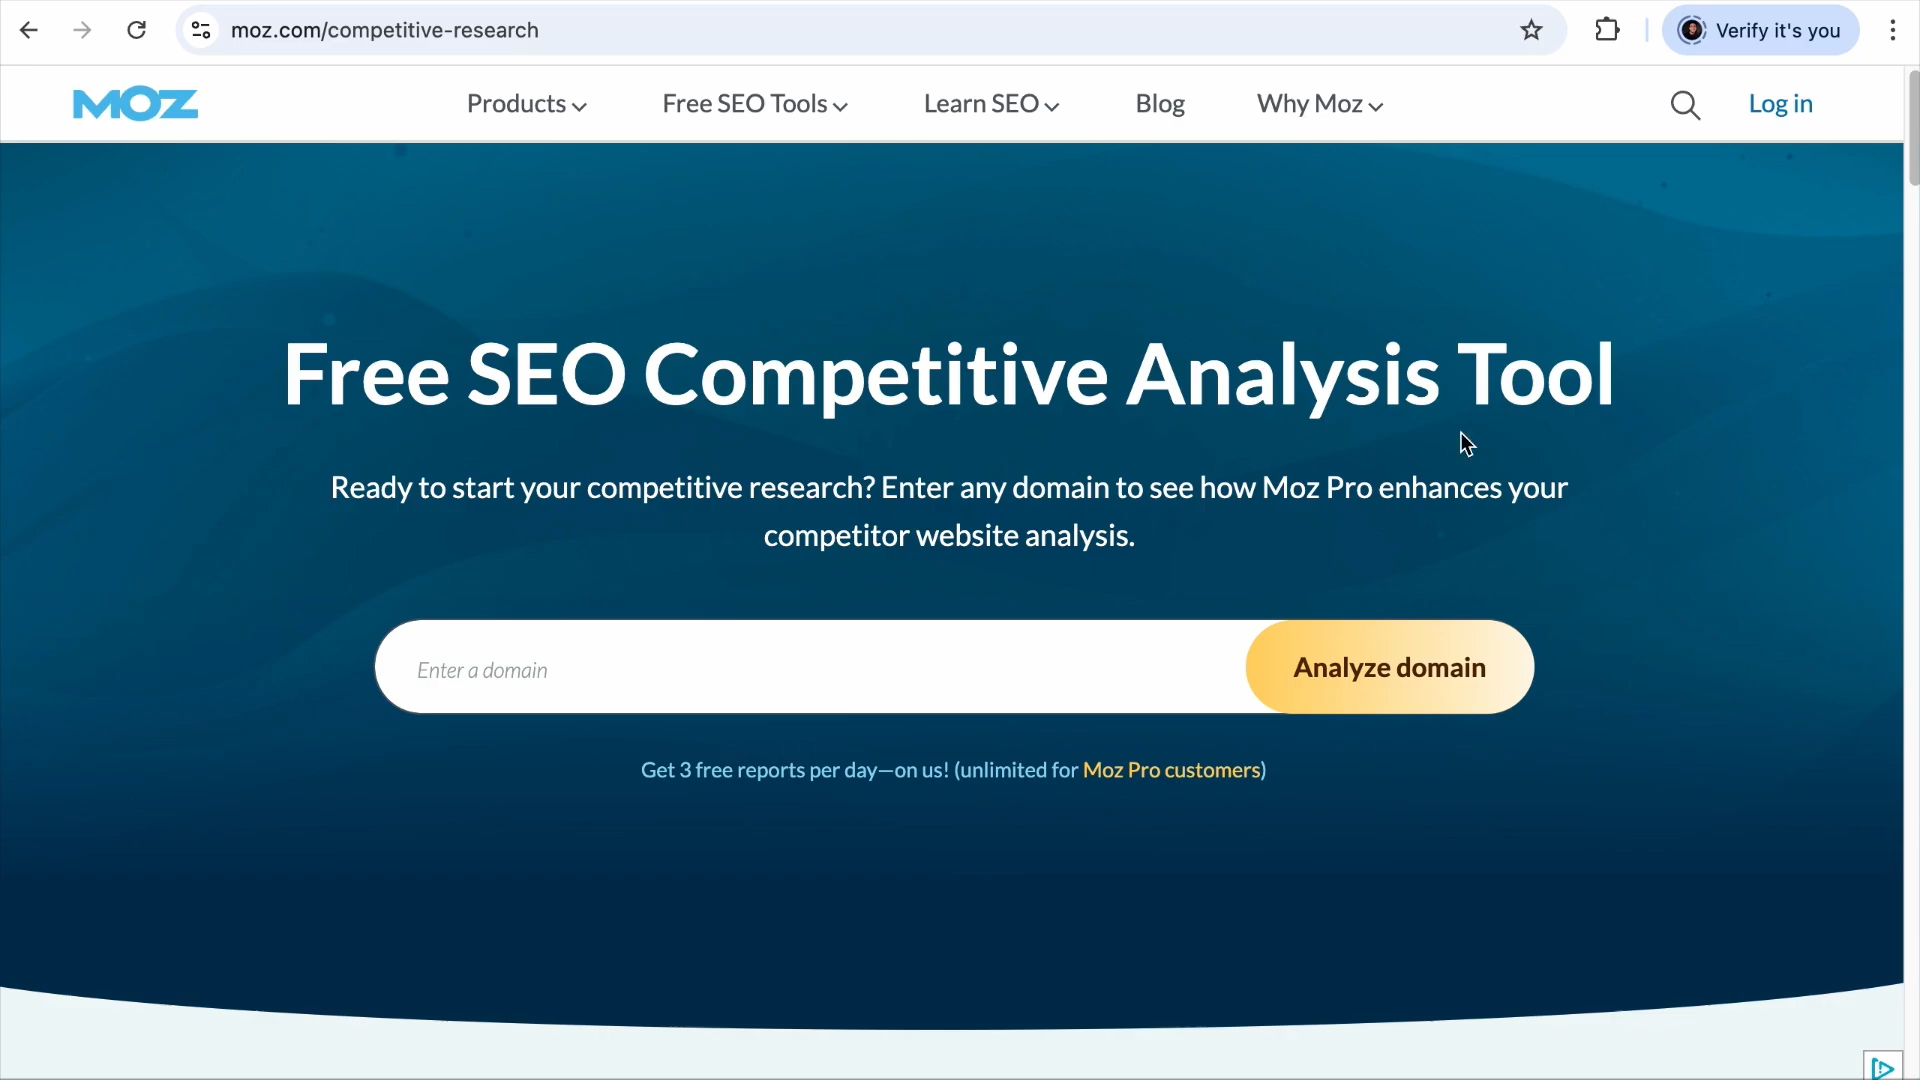 moz.com/competitive-research
Verify it's you
MOZ
Products
Free SEO Tools
Learn SEO
Blog
Why Moz
Log in
Free SEO Competitive Analysis Tool
Ready to start your competitive research? Enter any domain to see how Moz Pro enhances your
competitor website analysis.
Enter a domain
Analyze domain
Get 3 free reports per day—on us! (unlimited for Moz Pro customers)